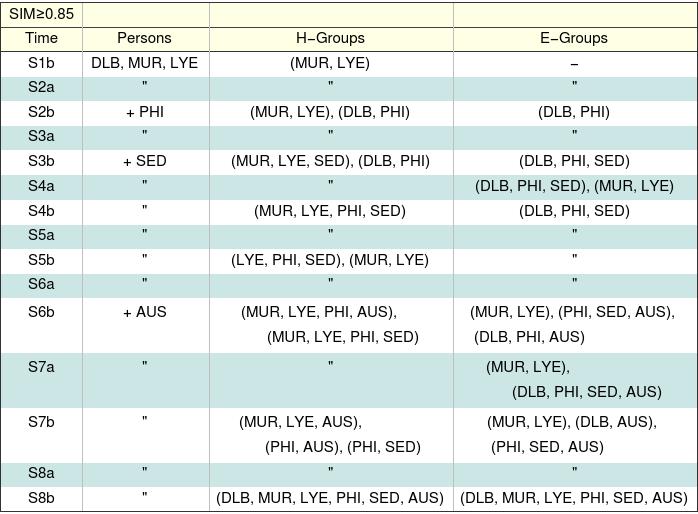 SIM≥0.85
Time Persons H−Groups E−Groups
S1b DLB, MUR, LYE (MUR, LYE) −
S2a " " "
S2b + PHI (MUR, LYE), (DLB, PHI) (DLB, PHI)
S3a " " "
S3b + SED (MUR, LYE, SED), (DLB, PHI) (DLB, PHI, SED)
S4a " " (DLB, PHI, SED), (MUR, LYE)
S4b " (MUR, LYE, PHI, SED) (DLB, PHI, SED)
S5a " " "
S5b " (LYE, PHI, SED), (MUR, LYE) "
S6a " " "
S6b + AUS (MUR, LYE, PHI, AUS), (MUR, LYE), (PHI, SED, AUS),
(MUR, LYE, PHI, SED) (DLB, PHI, AUS)
S7a " " (MUR, LYE),
(DLB, PHI, SED, AUS)
S7b " (MUR, LYE, AUS), (MUR, LYE), (DLB, AUS),
(PHI, AUS), (PHI, SED) (PHI, SED, AUS)
S8a " " "
S8b " (DLB, MUR, LYE, PHI, SED, AUS) (DLB, MUR, LYE, PHI, SED, AUS)